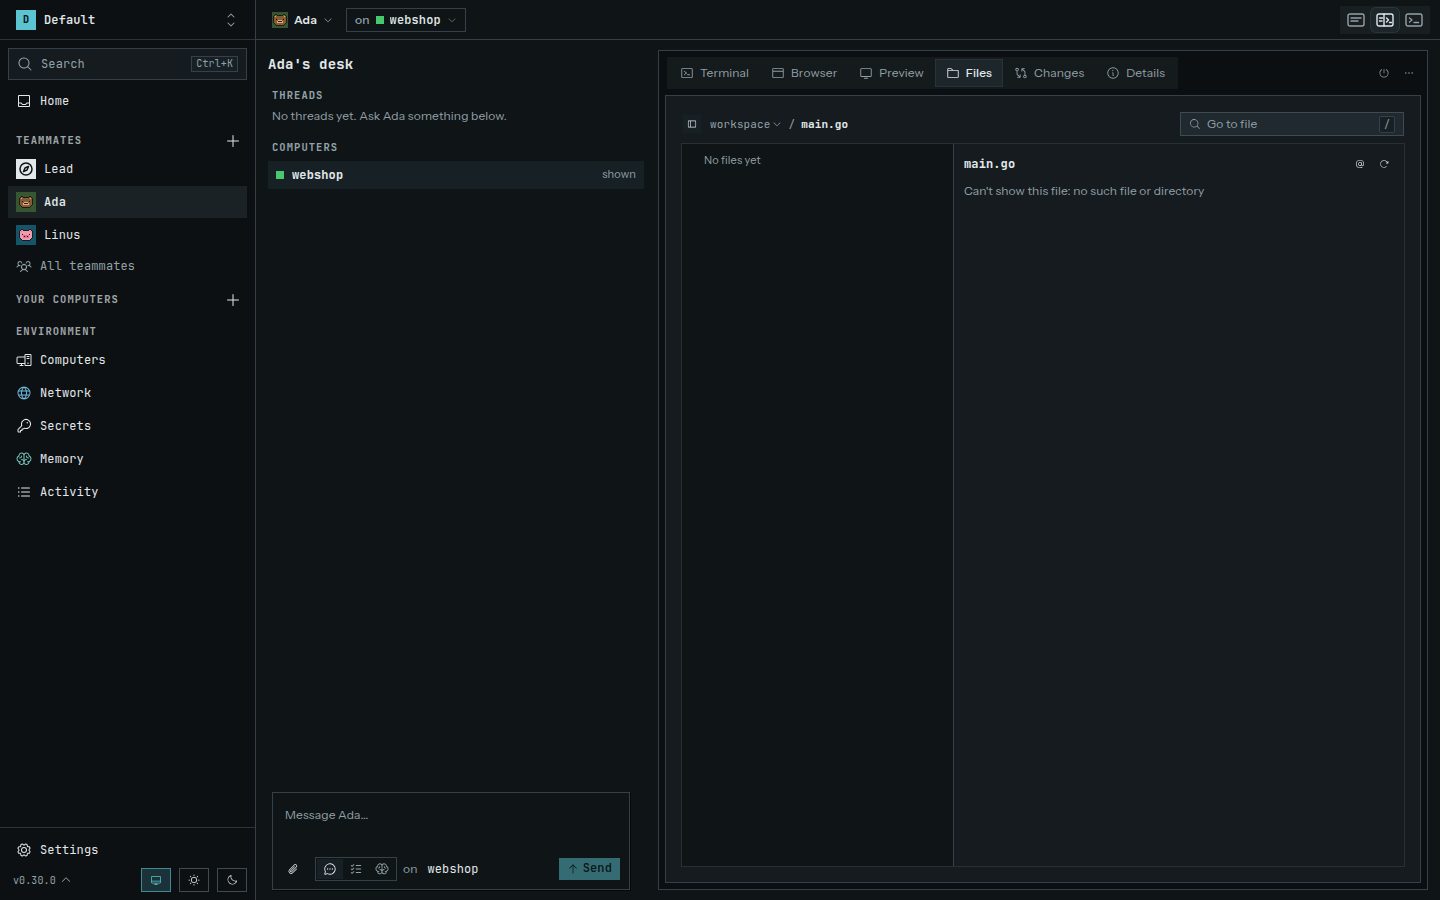 D Default
Search Ctrl+K
Home
TEAMMATES
Lead
Ada
Linus
All teammates
YOUR COMPUTERS
ENVIRONMENT
Computers
Network
Secrets
Memory
Activity
Settings
v0.30.0
Ada on webshop
Ada's desk
THREADS
No threads yet. Ask Ada something below.
COMPUTERS
webshop shown
Message Ada...
on webshop Send
Terminal Browser Preview Files Changes Details
workspace / main.go Go to file /
No files yet
main.go
Can't show this file: no such file or directory